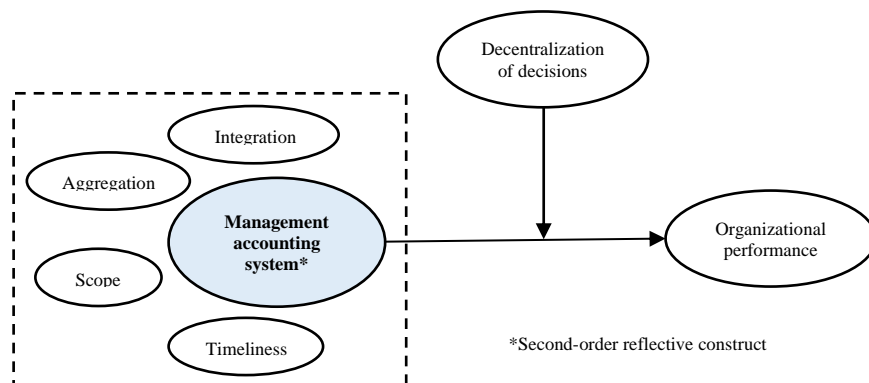 Decentralization
of decisions
Integration
Aggregation
Management
accounting
system*
Organizational
performance
Scope
Timeliness
*Second-order reflective construct